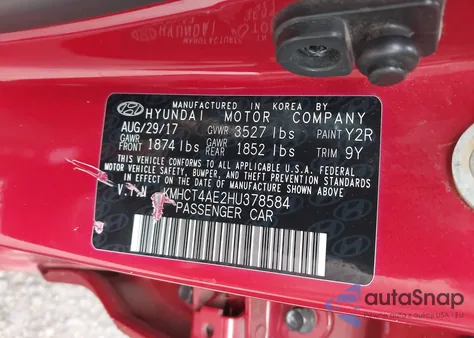 MANUFACTURED IN KOREA BY
HYUNDAI MOTOR COMPANY
AUG/29/17 GVWR 3527 lbs PAINT Y2R
GAWR FRONT 1874 lbs GAWR REAR 1852 lbs TRIM 9Y
THIS VEHICLE CONFORMS TO ALL APPLICABLE U.S. FEDERAL
MOTOR VEHICLE SAFETY, BUMPER, AND THEFT PREVENTION
STANDARDS IN EFFECT ON THE DATE OF MANUFACTURE
SHOWN ABOVE.
V.I.N KMHCT4AE2HU378584
PASSENGER CAR
autoSnap